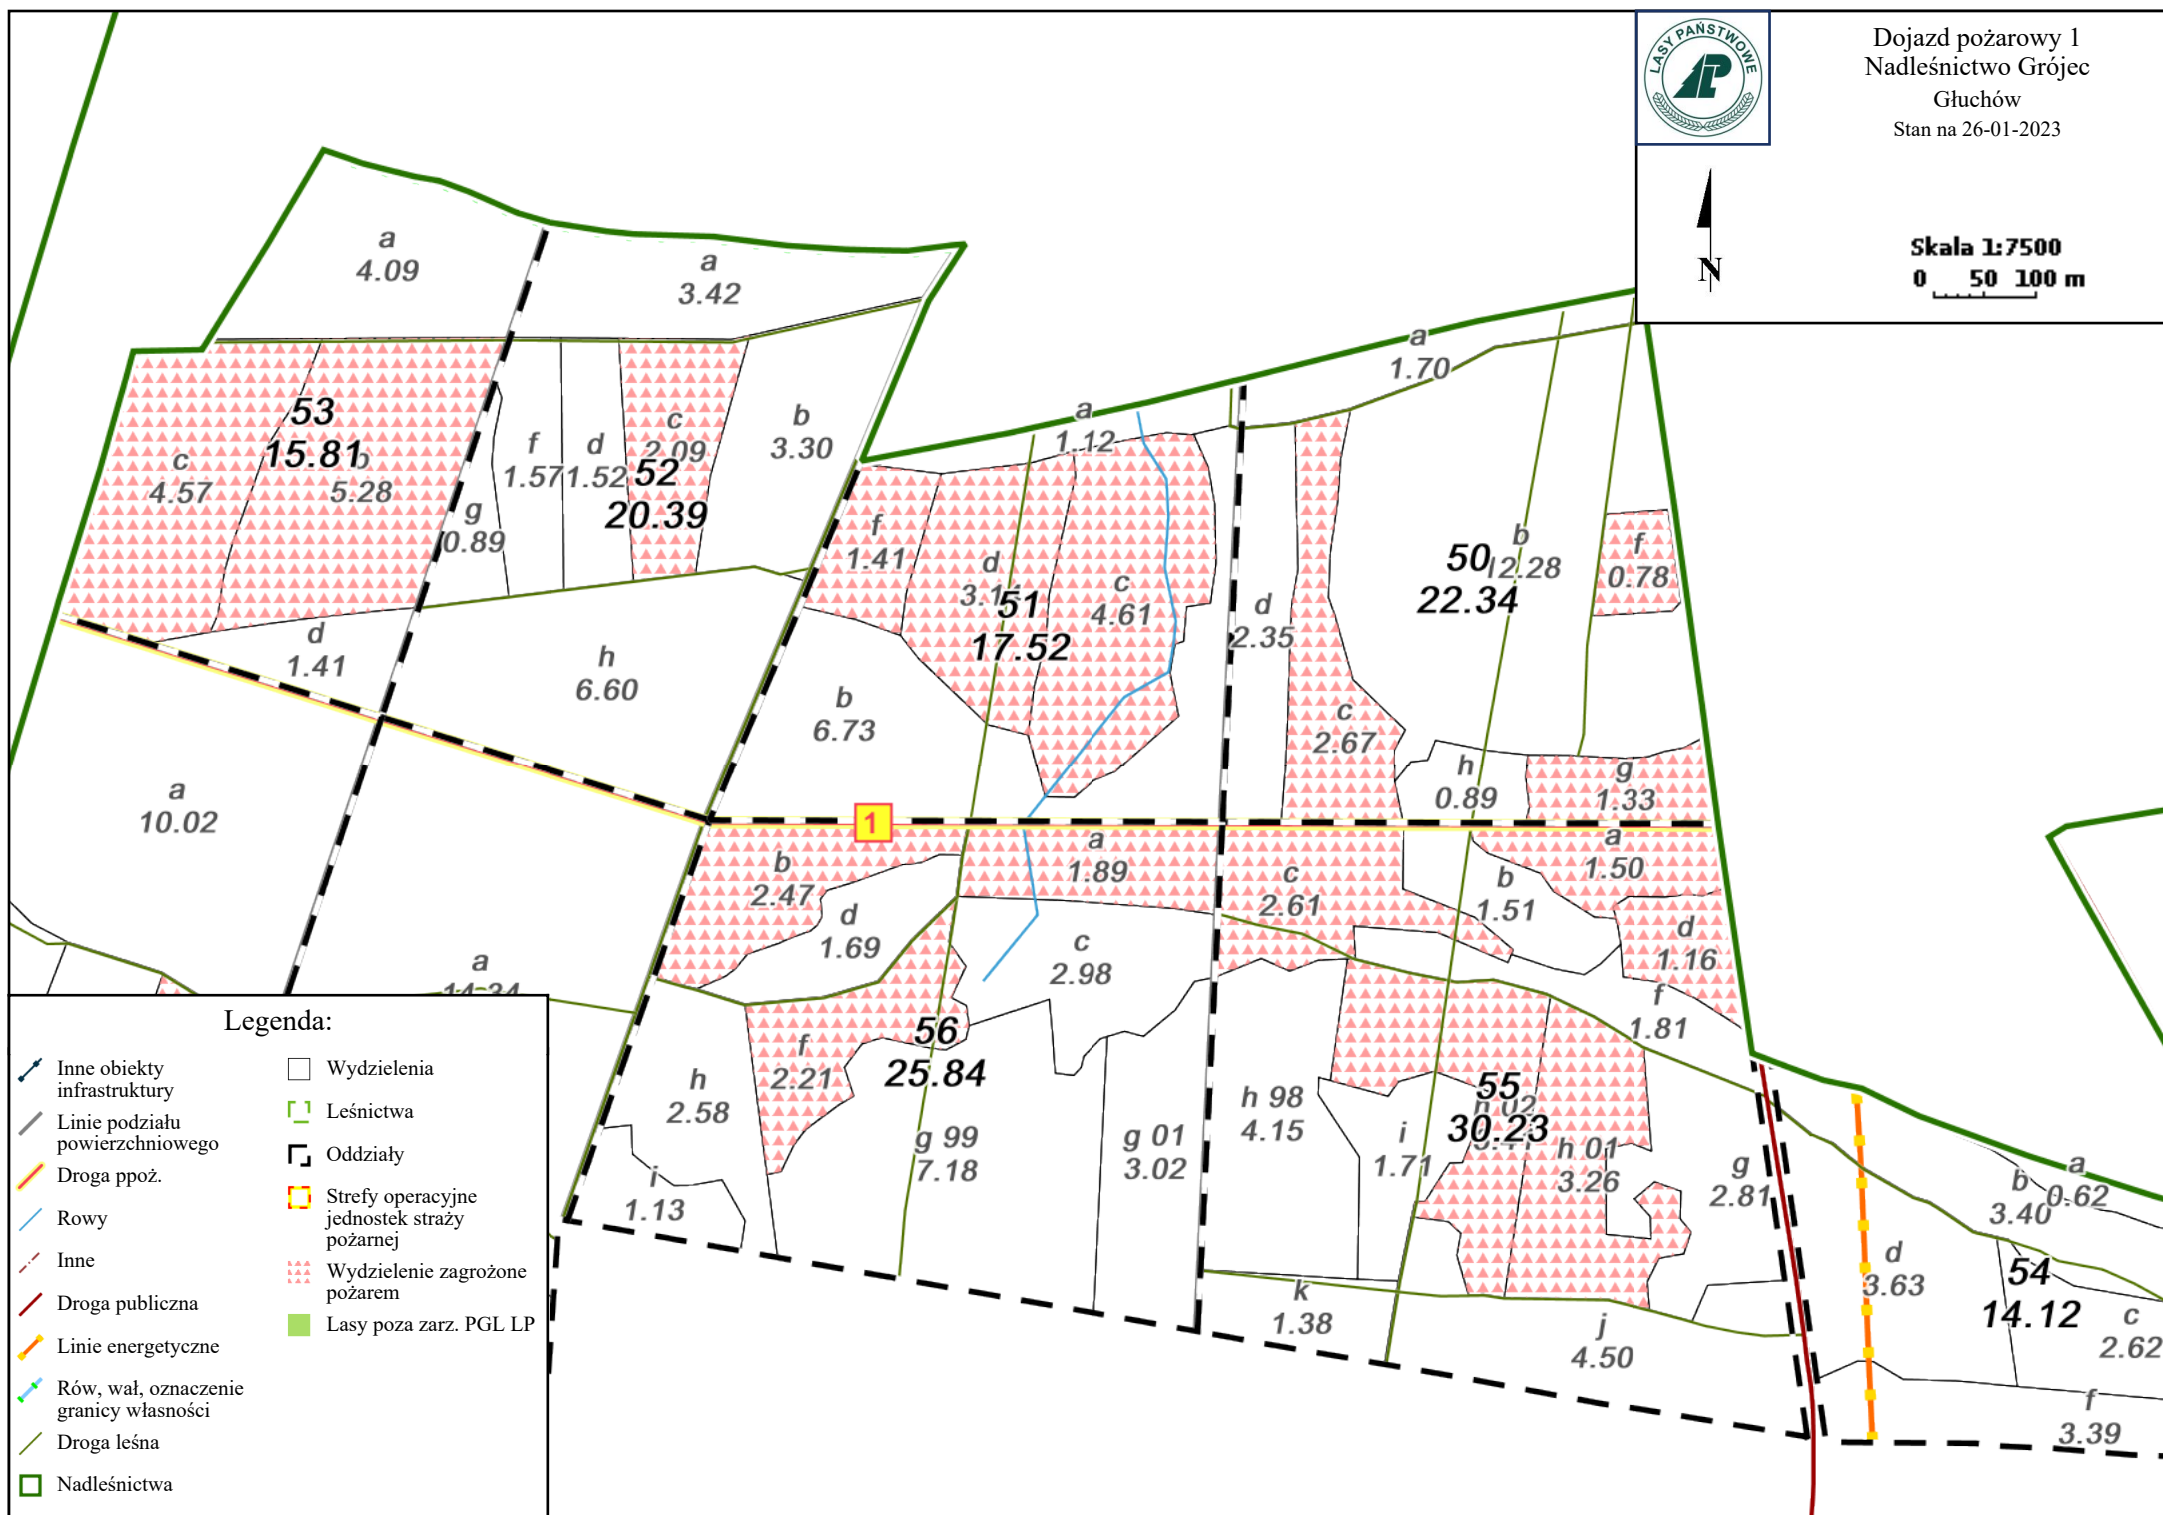 LASY PAŃSTWOWE
LP
Dojazd pożarowy 1
Nadleśnictwo Grójec
Głuchów
Stan na 26-01-2023
N
Skala 1:7500
0 50 100 m
a
4.09
a
3.42
53
15.81
c
4.57
b
5.28
g
0.89
f
1.57
d
1.52
c
2.09
52
20.39
b
3.30
d
1.41
h
6.60
a
10.02
a
14.34
a
1.12
a
1.70
f
1.41
d
51
17.52
c
4.61
b
6.73
d
2.35
c
2.67
50
22.34
b
12.28
f
0.78
h
0.89
g
1.33
1
b
2.47
d
1.69
a
1.89
c
2.98
c
2.61
b
1.51
a
1.50
d
1.16
f
1.81
56
25.84
f
2.21
h
2.58
i
1.13
g 99
7.18
g 01
3.02
h 98
4.15
i
1.71
55
30.23
h 02
h 01
3.26
g
2.81
k
1.38
j
4.50
d
3.63
b
3.40
a
0.62
54
14.12
c
2.62
f
3.39
Legenda:
Inne obiekty
infrastruktury
Linie podziału
powierzchniowego
Droga ppoż.
Rowy
Inne
Droga publiczna
Linie energetyczne
Rów, wał, oznaczenie
granicy własności
Droga leśna
Nadleśnictwa
Wydzielenia
Leśnictwa
Oddziały
Strefy operacyjne
jednostek straży
pożarnej
Wydzielenie zagrożone
pożarem
Lasy poza zarz. PGL LP